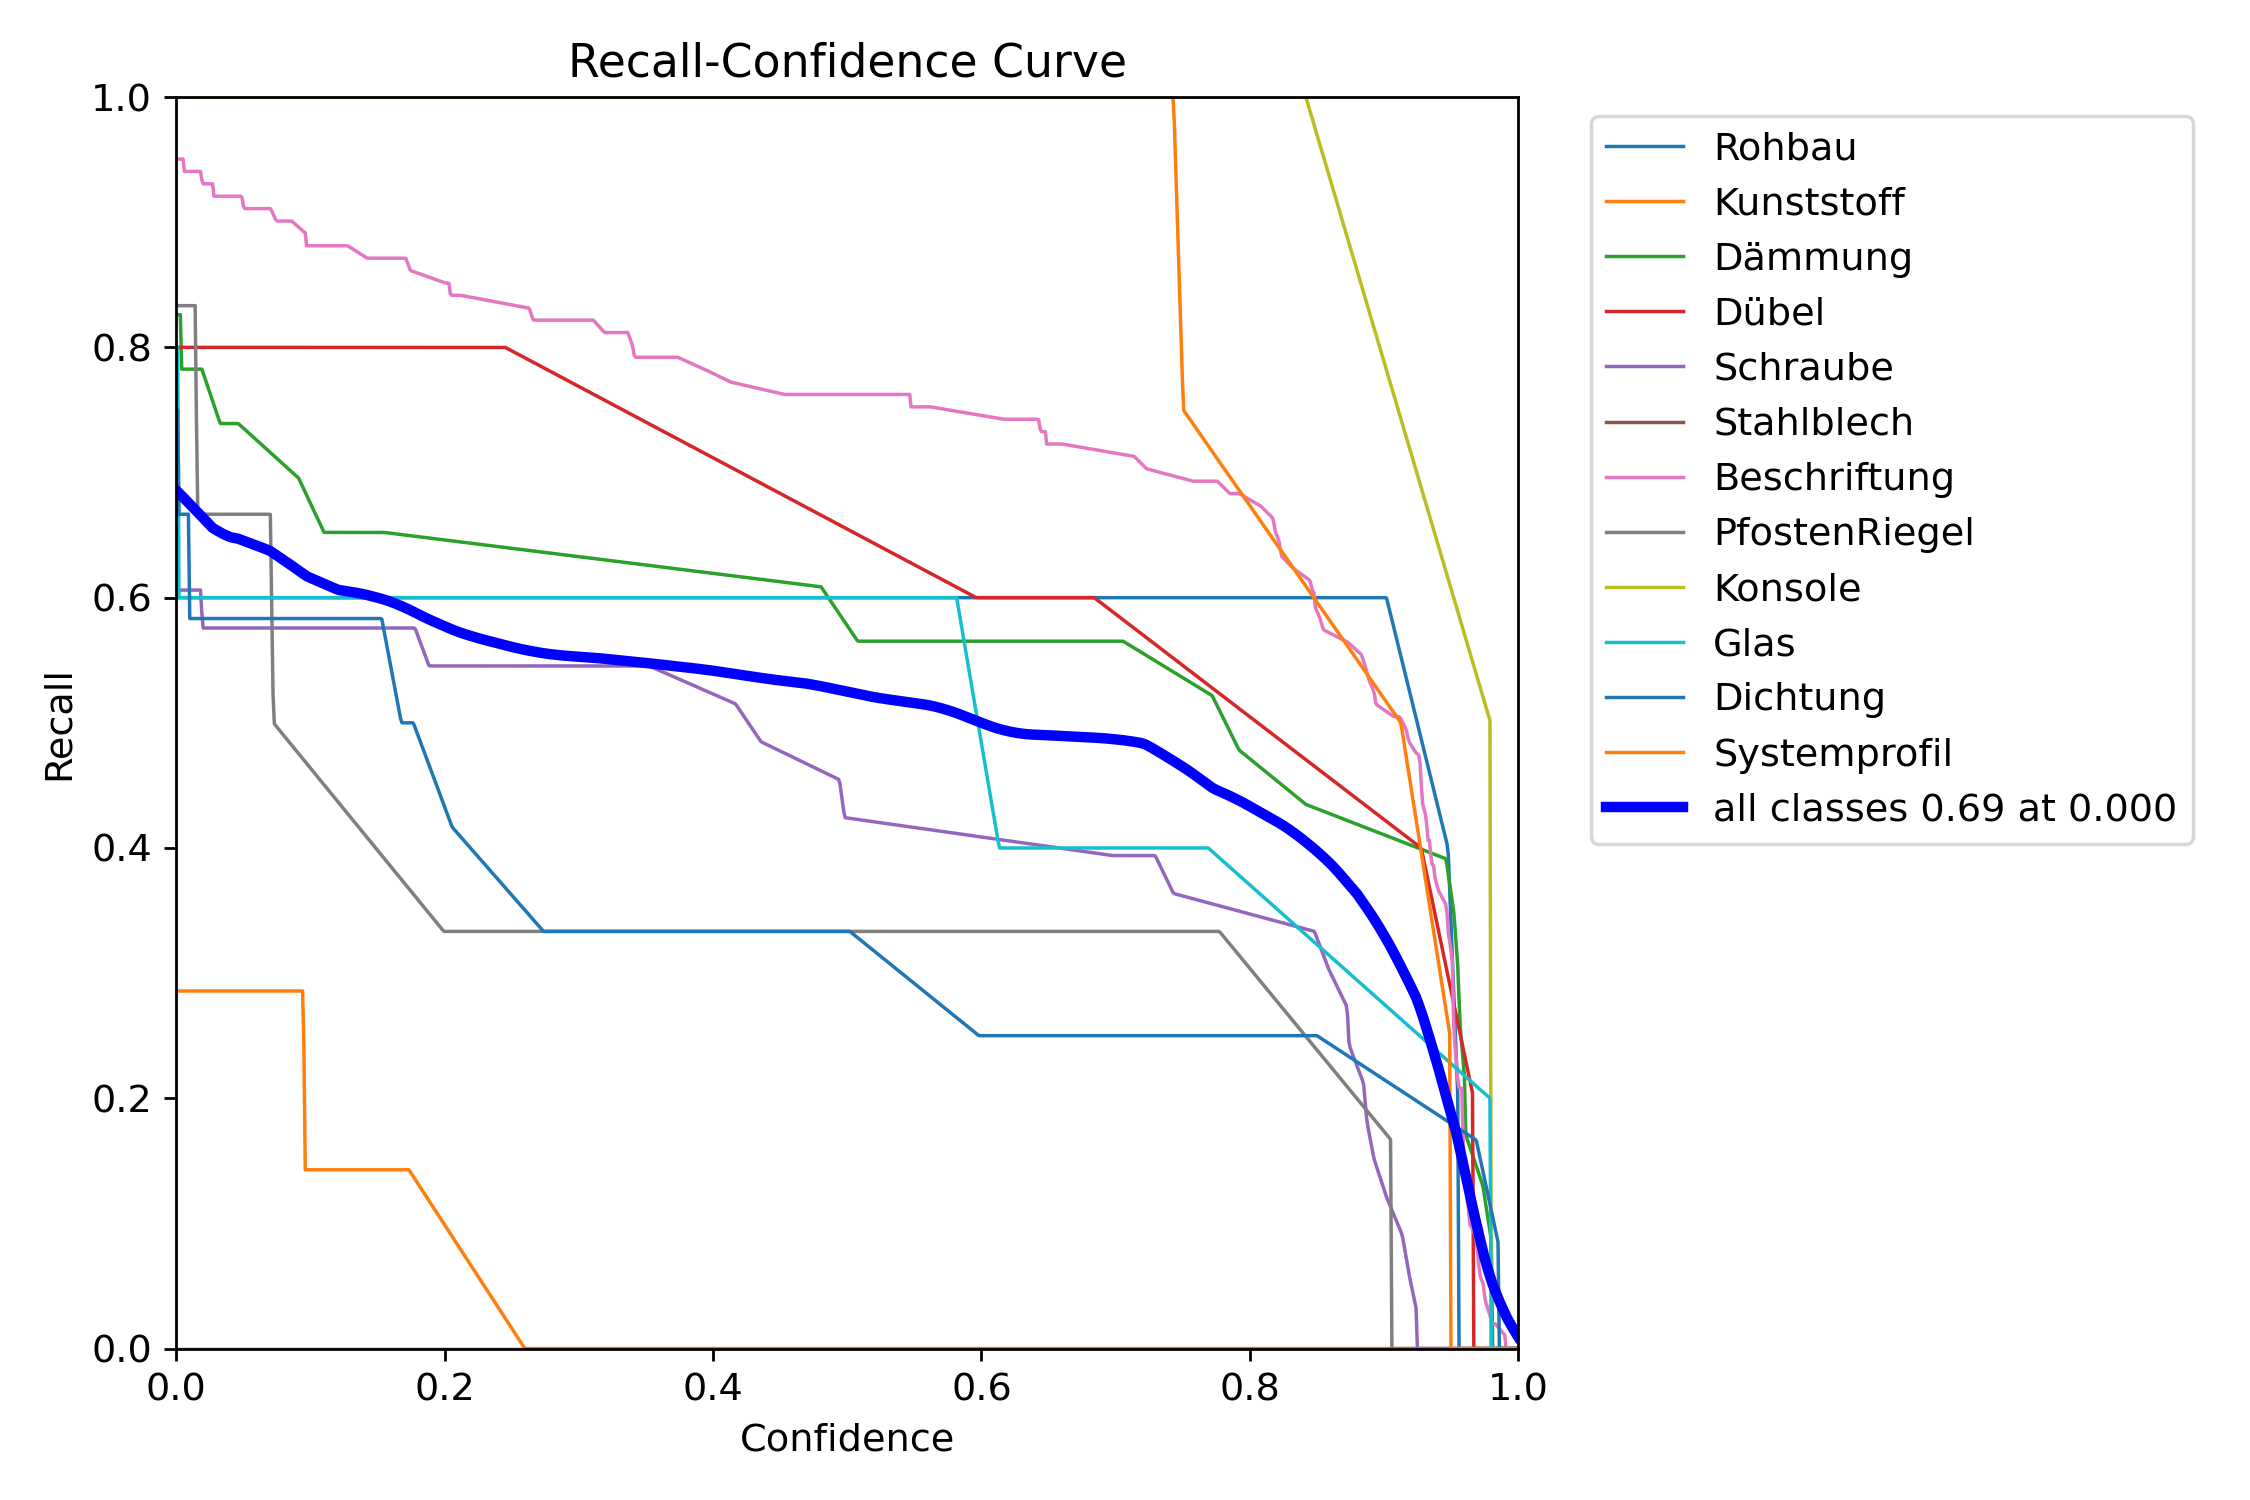 Recall-Confidence Curve
1.0
0.8
0.6
0.4
0.2
0.0
Recall
0.0 0.2 0.4 0.6 0.8 1.0
Confidence
Rohbau
Kunststoff
Dämmung
Dübel
Schraube
Stahlblech
Beschriftung
PfostenRiegel
Konsole
Glas
Dichtung
Systemprofil
all classes 0.69 at 0.000